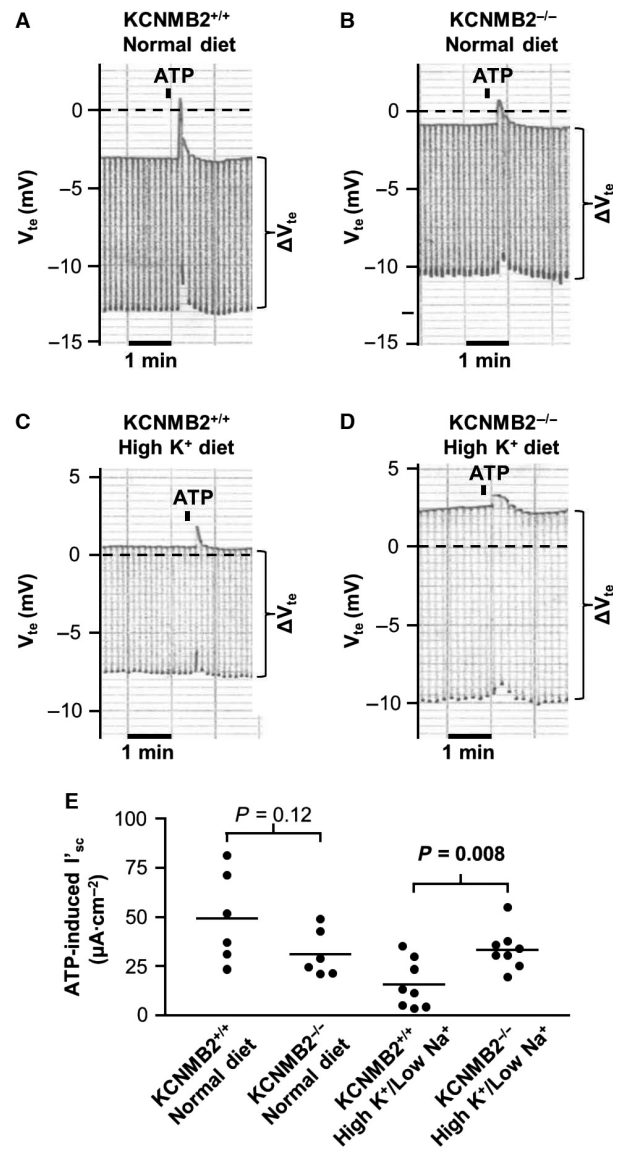 A
KCNMB2+/+
Normal diet
ATP
0
–5
–10
–15
Vte (mV)
ΔVte
1 min
B
KCNMB2–/–
Normal diet
ATP
0
–5
–10
–15
Vte (mV)
ΔVte
1 min
C
KCNMB2+/+
High K+ diet
ATP
5
0
–5
–10
Vte (mV)
ΔVte
1 min
D
KCNMB2–/–
High K+ diet
ATP
5
0
–5
–10
Vte (mV)
ΔVte
1 min
E
P = 0.12
P = 0.008
100
75
50
25
0
ATP-induced I'sc
(µA·cm–2)
KCNMB2+/+
Normal diet
KCNMB2–/–
Normal diet
KCNMB2+/+
High K+/Low Na+
KCNMB2–/–
High K+/Low Na+